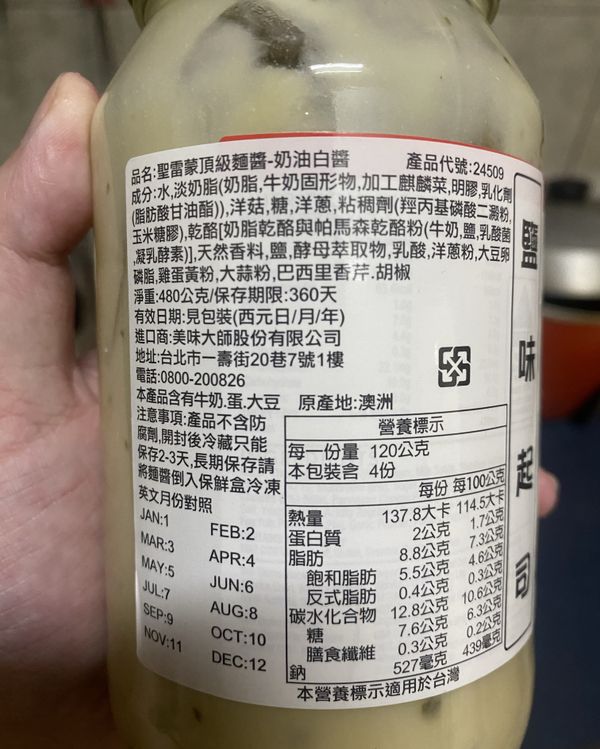 品名:聖雷蒙頂級麵醬-奶油白醬 產品代號:24509
成分:水,淡奶脂(奶脂,牛奶固形物,加工麒麟菜,明膠,乳化劑
(脂肪酸甘油酯)),洋菇,糖,洋蔥,粘稠劑(羥丙基磷酸二澱粉,
玉米糖膠),乾酪[奶脂乾酪與帕馬森乾酪粉(牛奶,鹽,乳酸菌
,凝乳酵素)],天然香料,鹽,酵母萃取物,乳酸,洋蔥粉,大豆卵
磷脂,雞蛋黃粉,大蒜粉,巴西里香芹.胡椒
淨重:480公克/保存期限:360天
有效日期:見包裝(西元日/月/年)
進口商:美味大師股份有限公司
地址:台北市一壽街20巷7號1樓
電話:0800-200826
本產品含有牛奶.蛋.大豆 原產地:澳洲
注意事項:產品不含防
腐劑,開封後冷藏只能
保存2-3天,長期保存請
將麵醬倒入保鮮盒冷凍
英文月份對照
JAN:1 FEB:2
MAR:3 APR:4
MAY:5 JUN:6
JUL:7 AUG:8
SEP:9 OCT:10
NOV:11 DEC:12
營養標示
每一份量 120公克
本包裝含 4份
每份 每100公克
熱量 137.8大卡 114.5大卡
蛋白質 2公克 1.7公克
脂肪 8.8公克 7.3公克
飽和脂肪 5.5公克 4.6公克
反式脂肪 0.4公克 0.3公克
碳水化合物 12.8公克 10.6公克
糖 7.6公克 6.3公克
膳食纖維 0.3公克 0.2公克
鈉 527毫克 439毫克
本營養標示適用於台灣
鹽味起司